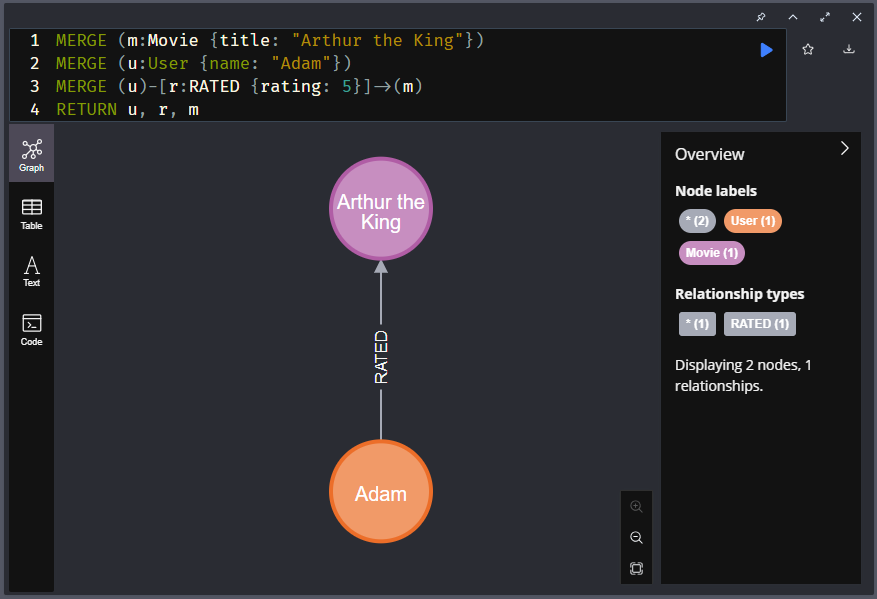 1 MERGE (m:Movie {title: "Arthur the King"})
2 MERGE (u:User {name: "Adam"})
3 MERGE (u)-[r:RATED {rating: 5}]->(m)
4 RETURN u, r, m
Graph
Table
Text
Code
Arthur the
King
RATED
Adam
Overview
Node labels
* (2) User (1)
Movie (1)
Relationship types
* (1) RATED (1)
Displaying 2 nodes, 1
relationships.